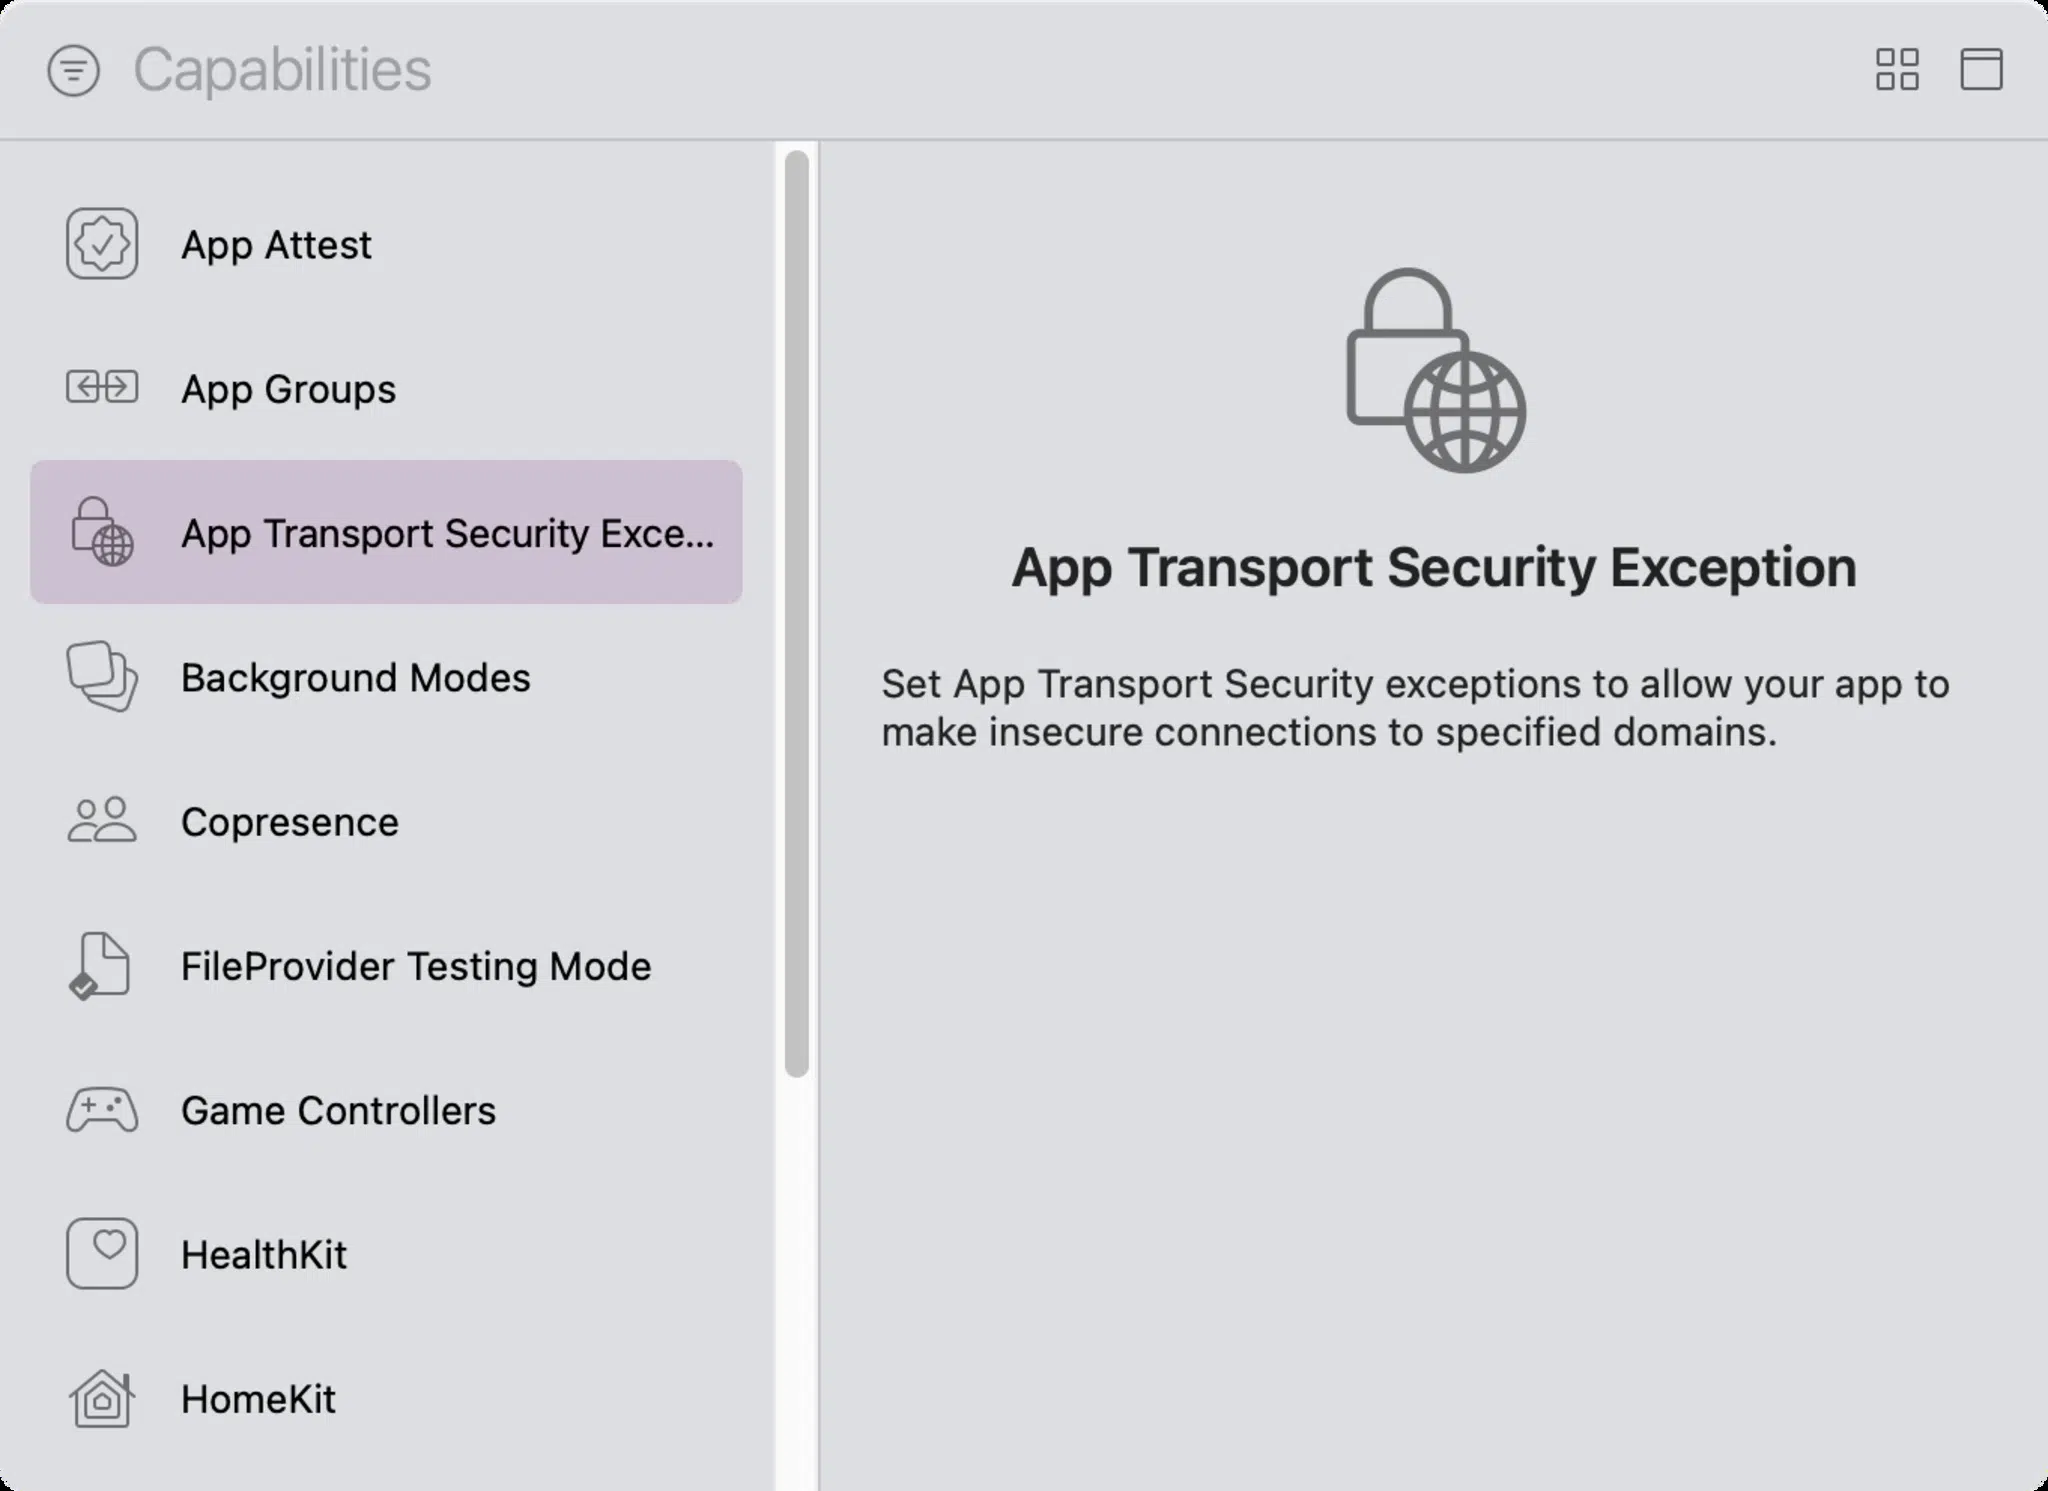 Capabilities
App Attest
App Groups
App Transport Security Exce...
Background Modes
Copresence
FileProvider Testing Mode
Game Controllers
HealthKit
HomeKit
App Transport Security Exception
Set App Transport Security exceptions to allow your app to
make insecure connections to specified domains.